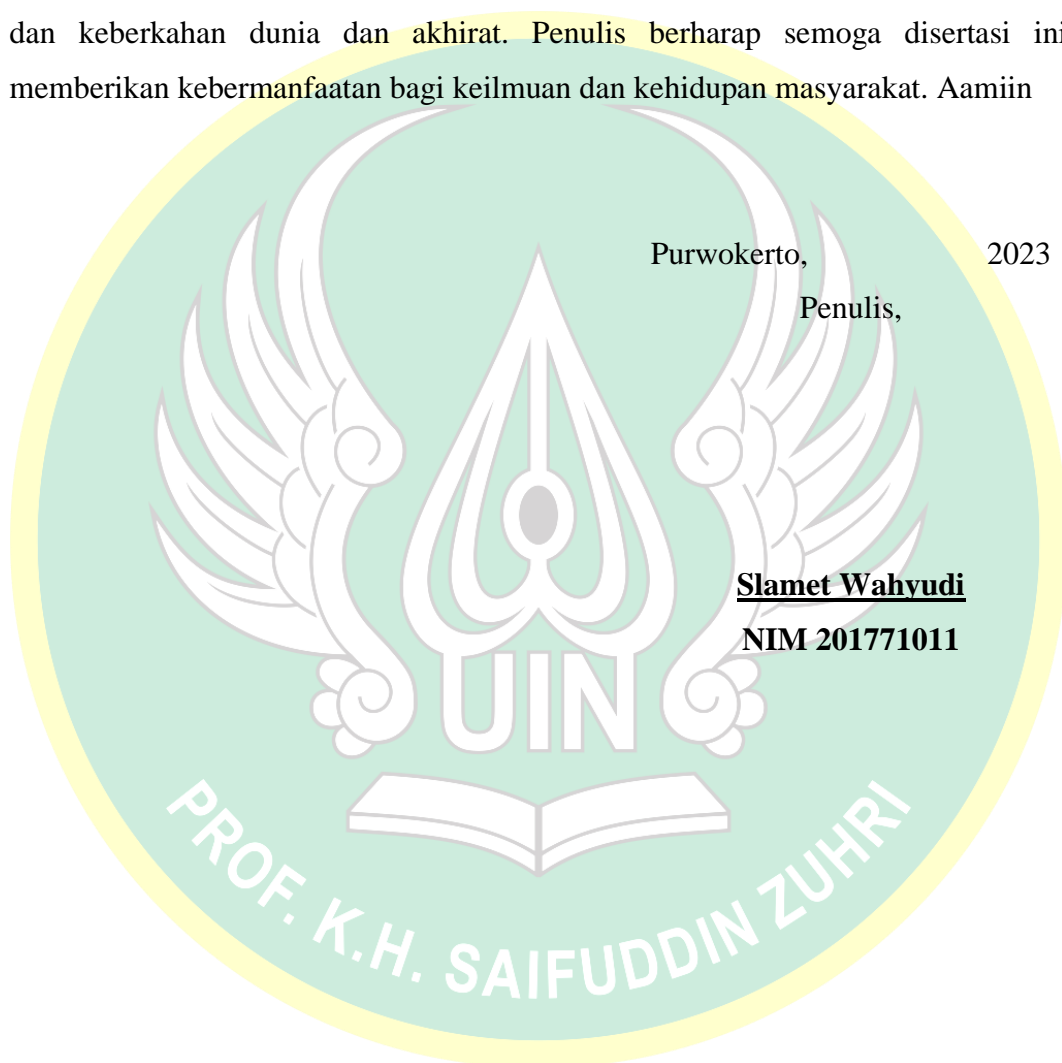 dan keberkahan dunia dan akhirat. Penulis berharap semoga disertasi ini
memberikan kebermanfaatan bagi keilmuan dan kehidupan masyarakat. Aamiin
Purwokerto, 2023
Penulis,
Slamet Wahyudi
NIM 201771011
UIN
PROF. K.H. SAIFUDDIN ZUHRI